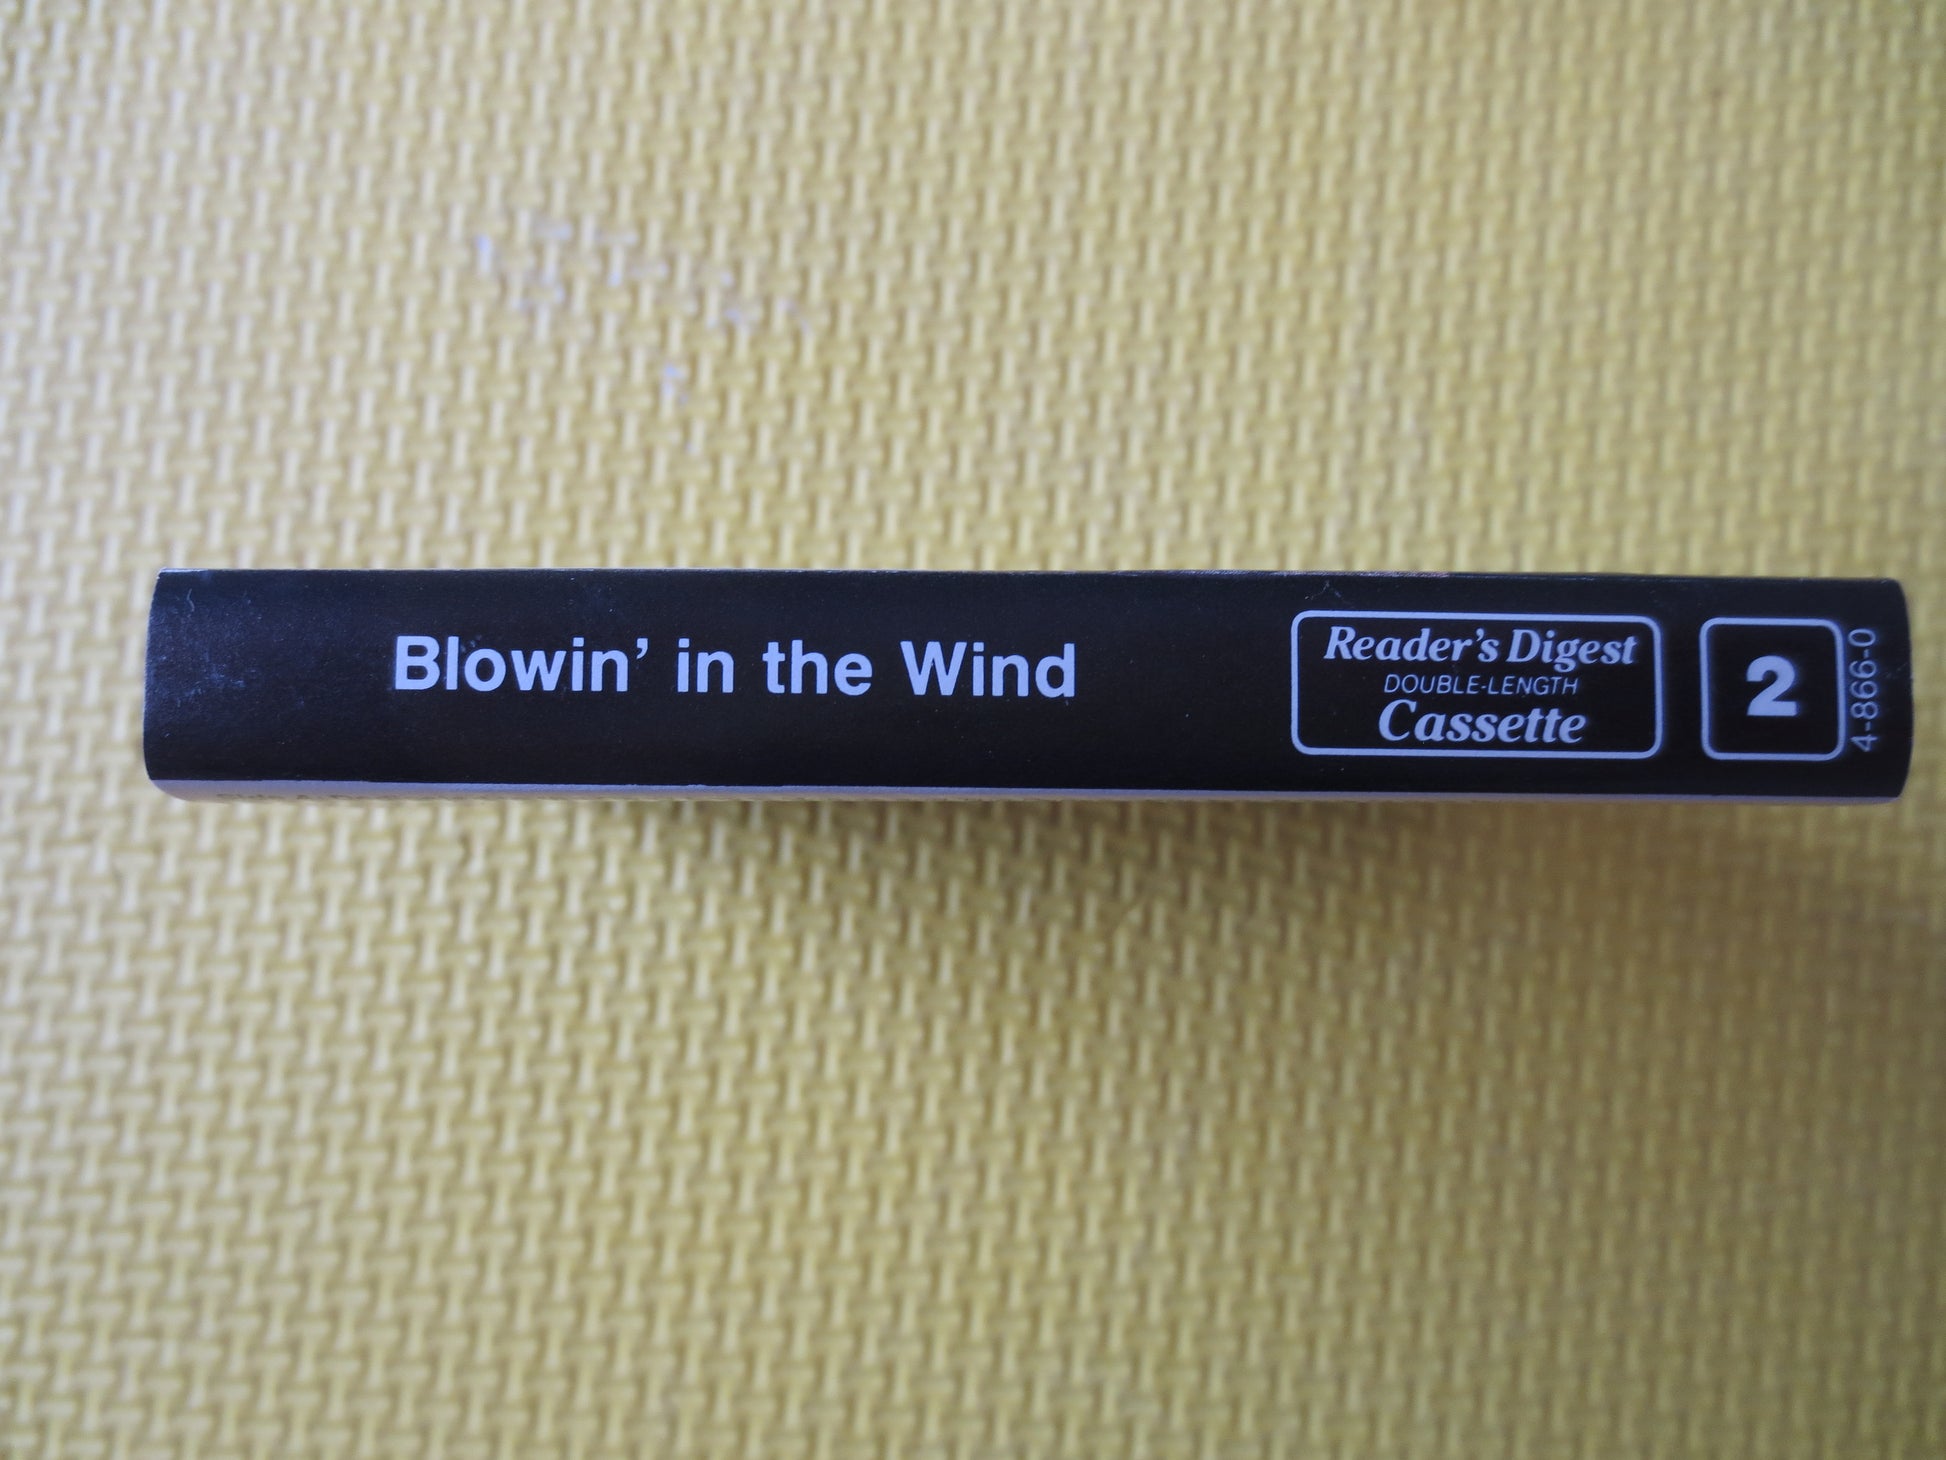 Blowin' in the Wind
Reader's Digest
DOUBLE-LENGTH
Cassette
2
4-866-0